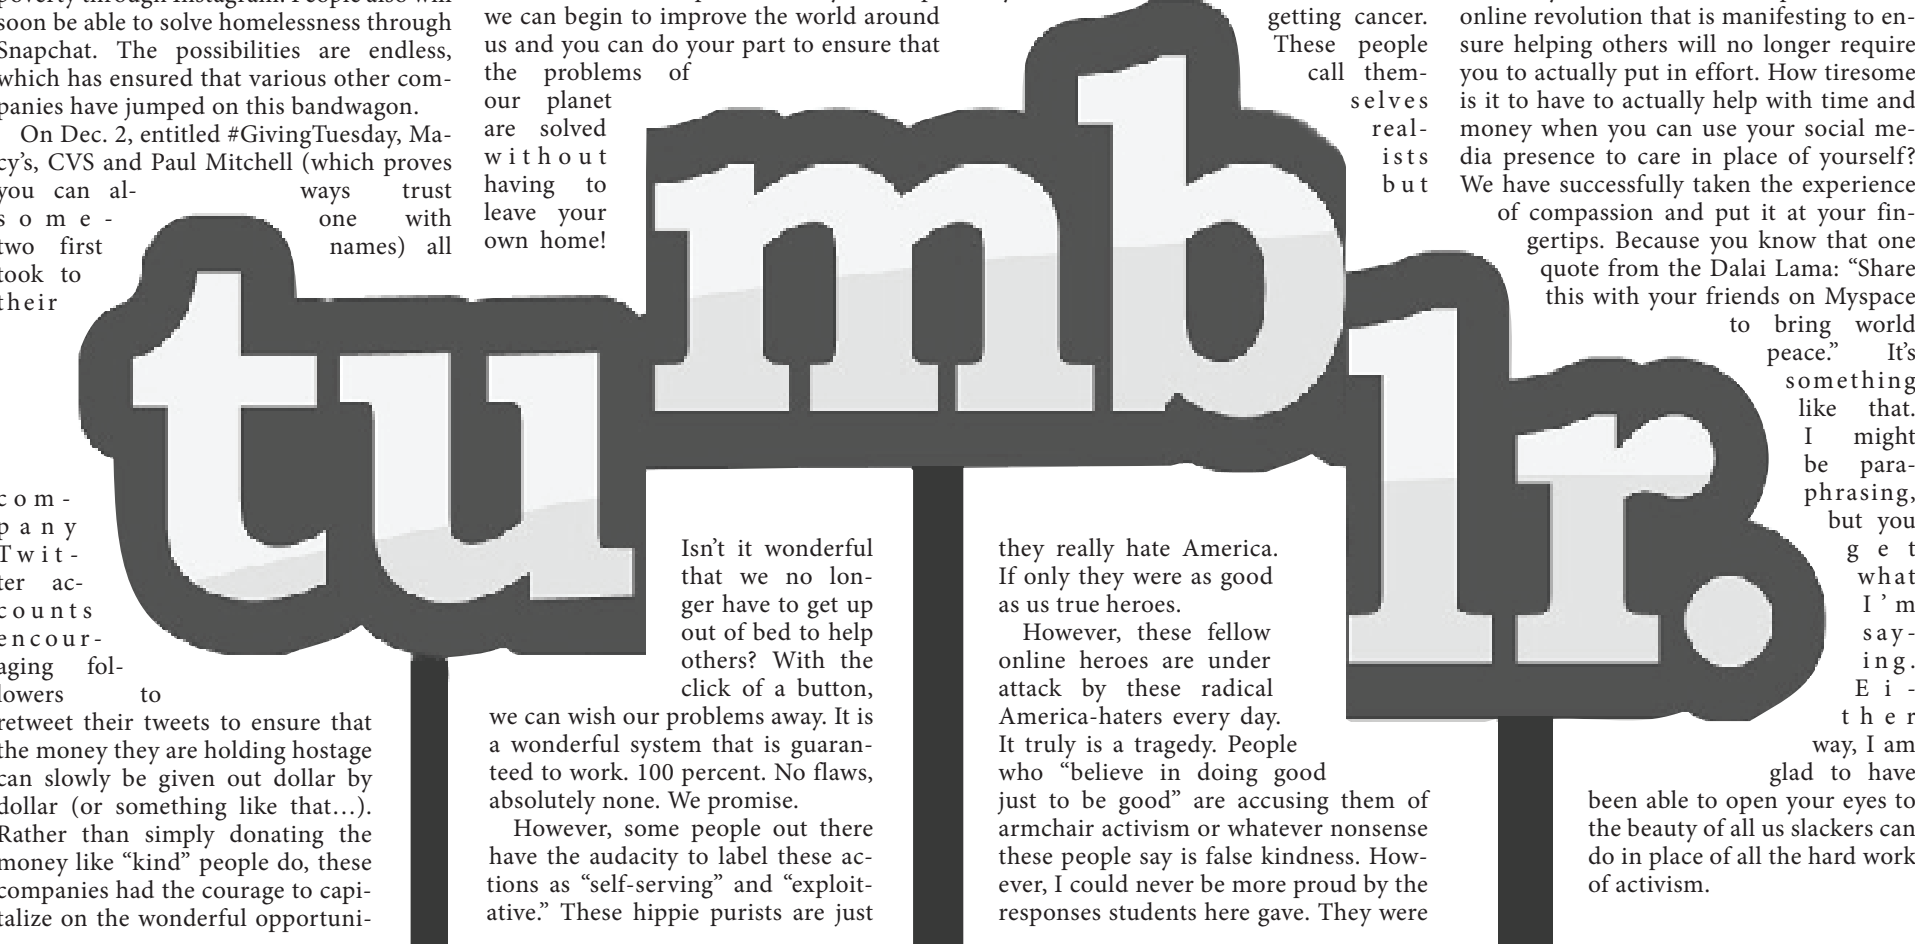 soon be able to solve homelessness through
Snapchat. The possibilities are endless,
which has ensured that various other com-
panies have jumped on this bandwagon.
On Dec. 2, entitled #GivingTuesday, Ma-
cy’s, CVS and Paul Mitchell (which proves
you can al- ways trust
some- one with
two first names) all
took to
their
com-
pany
Twit-
ter ac-
counts
encour-
aging fol-
lowers to
retweet their tweets to ensure that
the money they are holding hostage
can slowly be given out dollar by
dollar (or something like that…).
Rather than simply donating the
money like “kind” people do, these
companies had the courage to capi-
talize on the wonderful opportuni-
we can begin to improve the world around
us and you can do your part to ensure that
the problems of
our planet
are solved
without
having to
leave your
own home!
tumblr.
Isn’t it wonderful
that we no lon-
ger have to get up
out of bed to help
others? With the
click of a button,
we can wish our problems away. It is
a wonderful system that is guaran-
teed to work. 100 percent. No flaws,
absolutely none. We promise.
However, some people out there
have the audacity to label these ac-
tions as “self-serving” and “exploit-
ative.” These hippie purists are just
getting cancer.
These people
call them-
selves
real-
ists
but
they really hate America.
If only they were as good
as us true heroes.
However, these fellow
online heroes are under
attack by these radical
America-haters every day.
It truly is a tragedy. People
who “believe in doing good
just to be good” are accusing them of
armchair activism or whatever nonsense
these people say is false kindness. How-
ever, I could never be more proud by the
responses students here gave. They were
online revolution that is manifesting to en-
sure helping others will no longer require
you to actually put in effort. How tiresome
is it to have to actually help with time and
money when you can use your social me-
dia presence to care in place of yourself?
We have successfully taken the experience
of compassion and put it at your fin-
gertips. Because you know that one
quote from the Dalai Lama: “Share
this with your friends on Myspace
to bring world
peace.” It’s
something
like that.
I might
be para-
phrasing,
but you
get
what
I’m
say-
ing.
Ei-
ther
way, I am
glad to have
been able to open your eyes to
the beauty of all us slackers can
do in place of all the hard work
of activism.